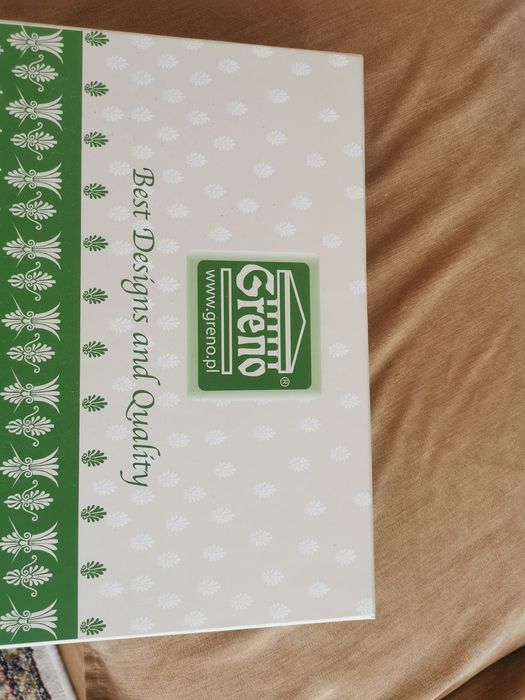 Greno
®
www.greno.pl
Best Designs and Quality